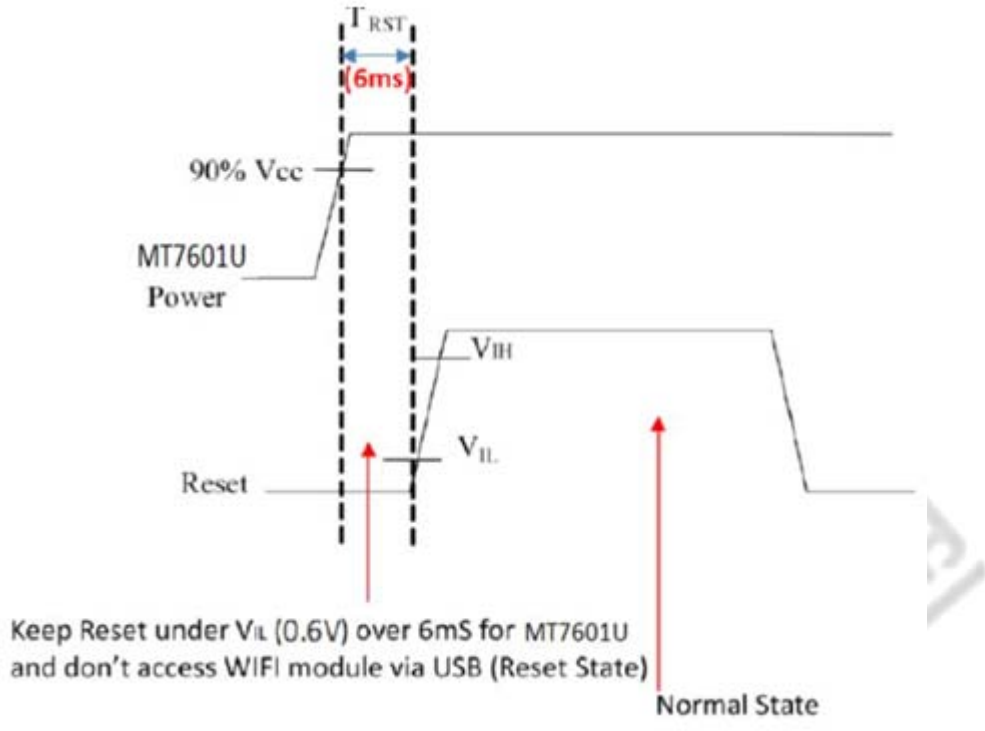 TRST
(6ms)
90% Vcc
MT7601U
Power
VIH
VIL
Reset
Keep Reset under VIL (0.6V) over 6mS for MT7601U
and don't access WIFI module via USB (Reset State)
Normal State